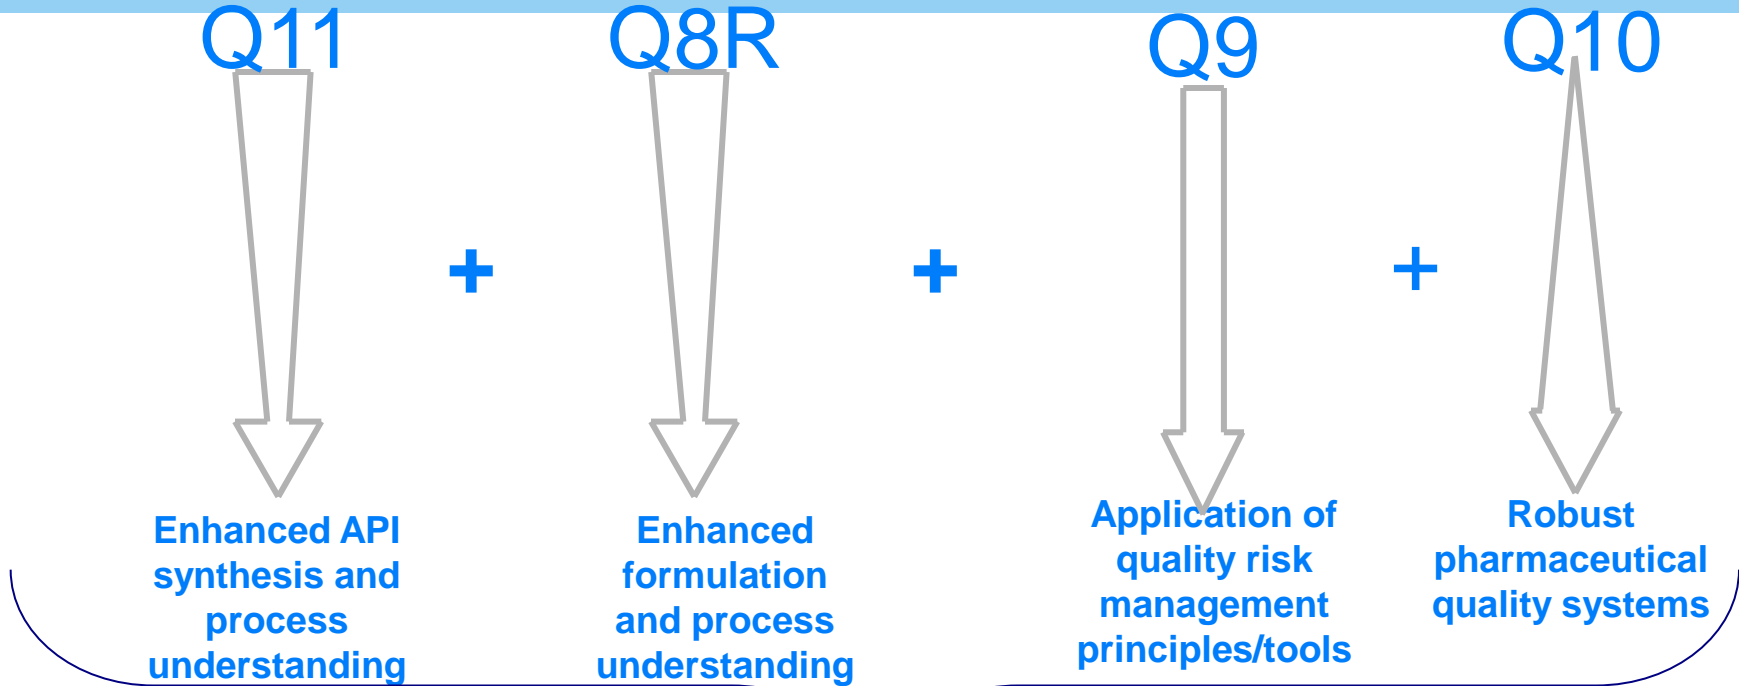 Q11
Q8R
Q9
Q10
+
+
+
Enhanced API
synthesis and
process
understanding
Enhanced
formulation
and process
understanding
Application of
quality risk
management
principles/tools
Robust
pharmaceutical
quality systems